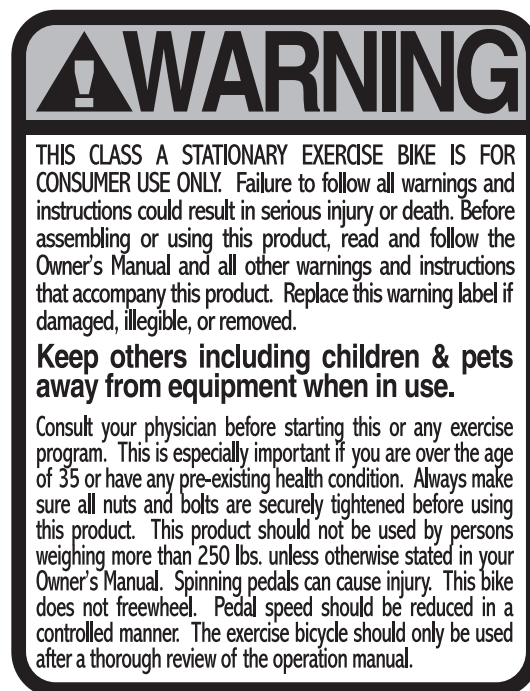 WARNING
THIS CLASS A STATIONARY EXERCISE BIKE IS FOR
CONSUMER USE ONLY. Failure to follow all warnings and
instructions could result in serious injury or death. Before
assembling or using this product, read and follow the
Owner's Manual and all other warnings and instructions
that accompany this product. Replace this warning label if
damaged, illegible, or removed.
Keep others including children & pets
away from equipment when in use.
Consult your physician before starting this or any exercise
program. This is especially important if you are over the age
of 35 or have any pre-existing health condition. Always make
sure all nuts and bolts are securely tightened before using
this product. This product should not be used by persons
weighing more than 250 lbs. unless otherwise stated in your
Owner's Manual. Spinning pedals can cause injury. This bike
does not freewheel. Pedal speed should be reduced in a
controlled manner. The exercise bicycle should only be used
after a thorough review of the operation manual.